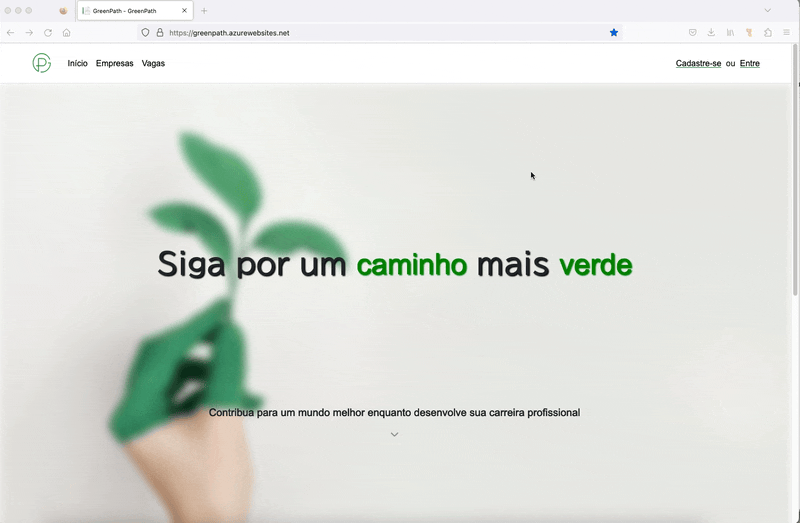 GreenPath - GreenPath
https://greenpath.azurewebsites.net
Início Empresas Vagas
Cadastre-se ou Entre
Siga por um caminho mais verde
Contribua para um mundo melhor enquanto desenvolve sua carreira profissional